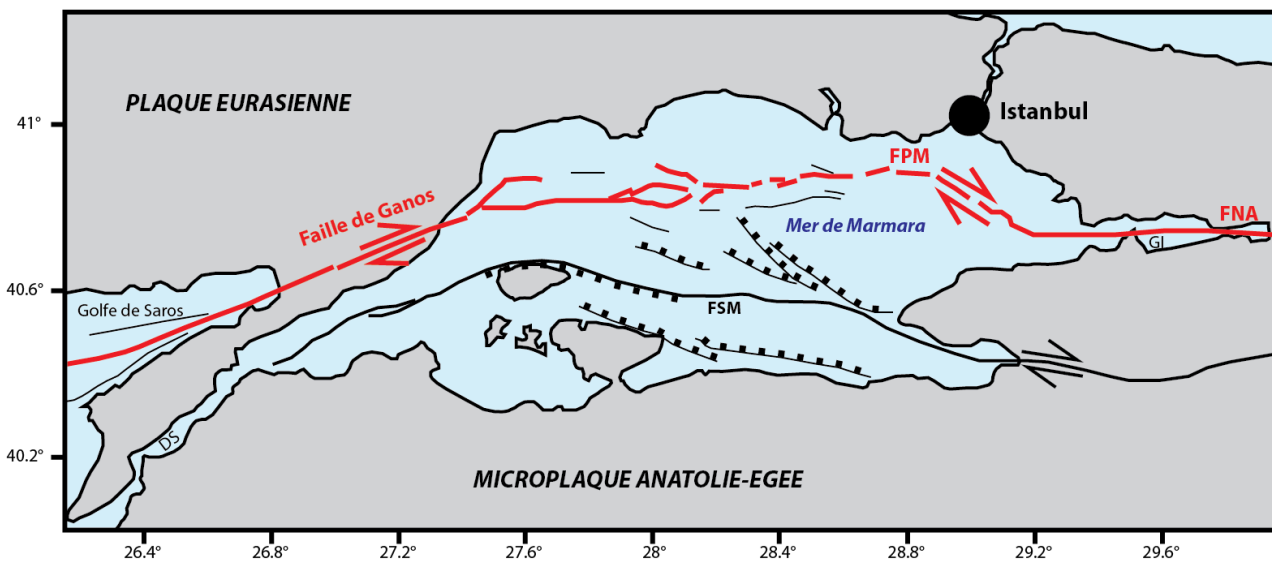 PLAQUE EURASIENNE
Istanbul
41°
FPM
Faille de Ganos
FNA
Mer de Marmara
GI
40.6°
Golfe de Saros
FSM
DS
40.2°
MICROPLAQUE ANATOLIE-EGEE
26.4° 26.8° 27.2° 27.6° 28° 28.4° 28.8° 29.2° 29.6°